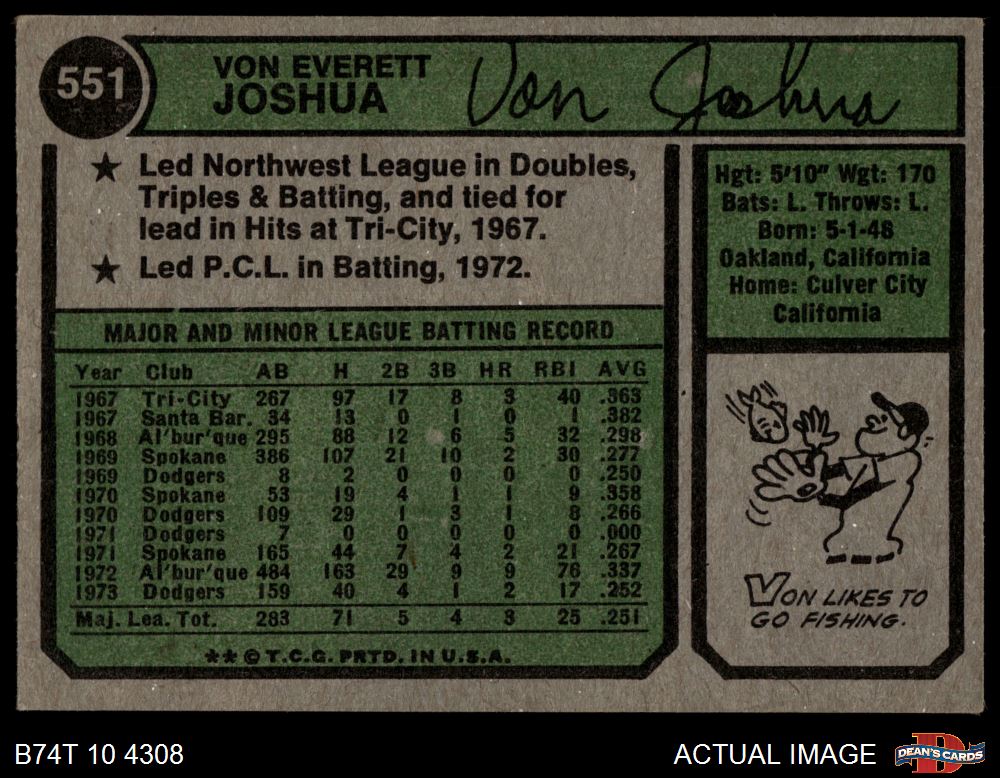 551
VON EVERETT
JOSHUA
Von Joshua
★ Led Northwest League in Doubles,
Triples & Batting, and tied for
lead in Hits at Tri-City, 1967.
★ Led P.C.L. in Batting, 1972.
MAJOR AND MINOR LEAGUE BATTING RECORD
Year Club AB H 2B 3B HR RBI AVG
1967 Tri-City 267 97 17 8 3 40 .363
1967 Santa Bar. 34 13 0 1 0 1 .382
1968 Al'bur'que 295 88 12 6 5 32 .298
1969 Spokane 386 107 21 10 2 30 .277
1969 Dodgers 8 2 0 0 0 0 .250
1970 Spokane 53 19 4 1 1 9 .358
1970 Dodgers 109 29 1 3 1 8 .266
1971 Dodgers 7 0 0 0 0 0 .000
1971 Spokane 165 44 7 4 2 21 .267
1972 Al'bur'que 484 163 29 9 9 76 .337
1973 Dodgers 159 40 4 1 2 17 .252
Maj. Lea. Tot. 283 71 5 4 3 25 .251
** © T.C.G. PRTD. IN U.S.A.
Hgt: 5'10" Wgt: 170
Bats: L. Throws: L.
Born: 5-1-48
Oakland, California
Home: Culver City
California
VON LIKES TO
GO FISHING.
B74T 10 4308
ACTUAL IMAGE
DEAN'S CARDS